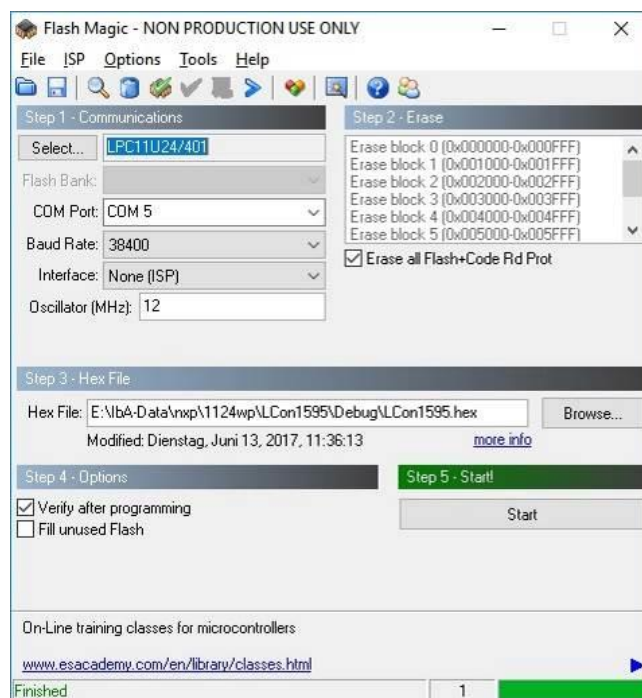 Flash Magic - NON PRODUCTION USE ONLY
File ISP Options Tools Help
Step 1 - Communications
Select... LPC11U24/401
Flash Bank:
COM Port: COM 5
Baud Rate: 38400
Interface: None (ISP)
Oscillator (MHz): 12
Step 2 - Erase
Erase block 0 (0x000000-0x000FFF)
Erase block 1 (0x001000-0x001FFF)
Erase block 2 (0x002000-0x002FFF)
Erase block 3 (0x003000-0x003FFF)
Erase block 4 (0x004000-0x004FFF)
Erase block 5 (0x005000-0x005FFF)
Erase all Flash+Code Rd Prot
Step 3 - Hex File
Hex File: E:\IbA-Data\nxp\1124wp\LCon1595\Debug\LCon1595.hex Browse...
Modified: Dienstag, Juni 13, 2017, 11:36:13 more info
Step 4 - Options
Verify after programming
Fill unused Flash
Step 5 - Start!
Start
On-Line training classes for microcontrollers
www.esacademy.com/en/library/classes.html
Finished 1